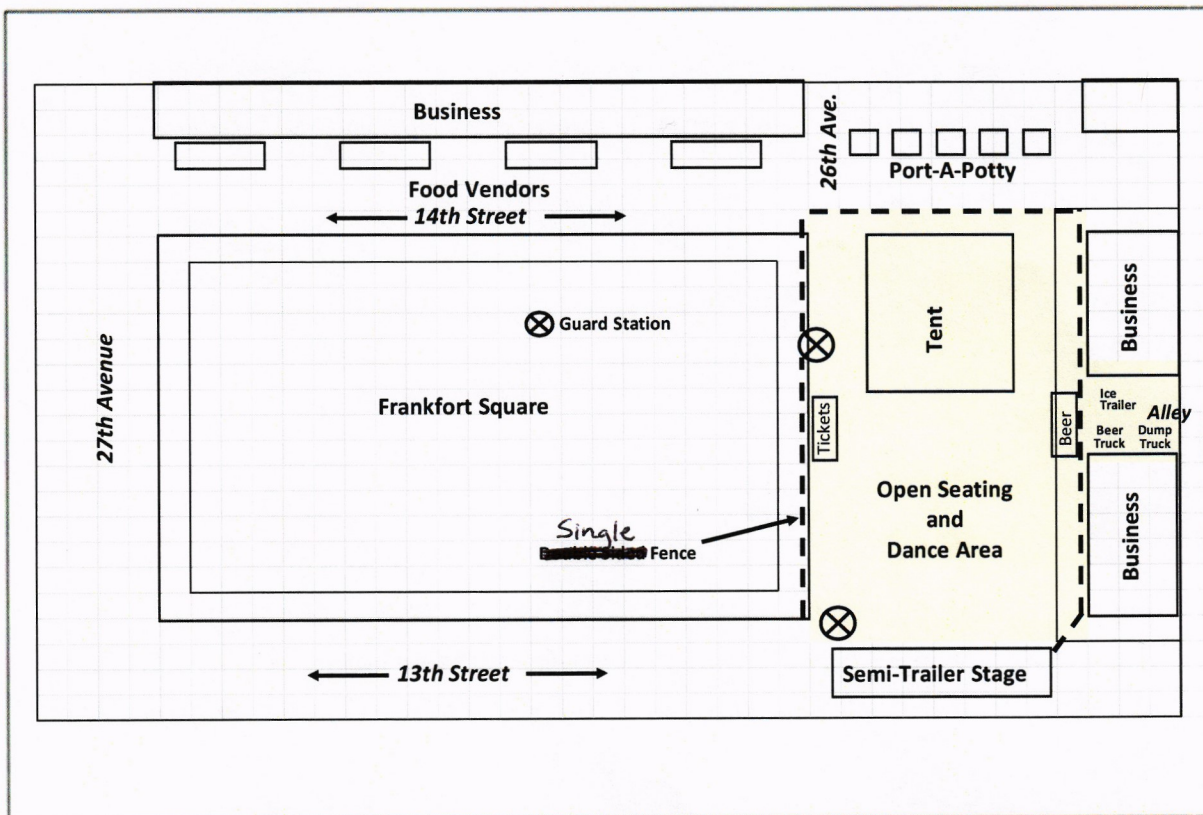 Business
26th Ave.
Port-A-Potty
Food Vendors
14th Street
27th Avenue
Guard Station
Frankfort Square
Tent
Business
Tickets
Beer
Ice
Trailer
Alley
Beer
Truck
Dump
Truck
Open Seating
and
Dance Area
Single
Fence
Business
13th Street
Semi-Trailer Stage